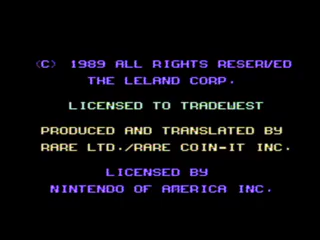 (C) 1989 ALL RIGHTS RESERVED
THE LELAND CORP.
LICENSED TO TRADEWEST
PRODUCED AND TRANSLATED BY
RARE LTD./RARE COIN-IT INC.
LICENSED BY
NINTENDO OF AMERICA INC.